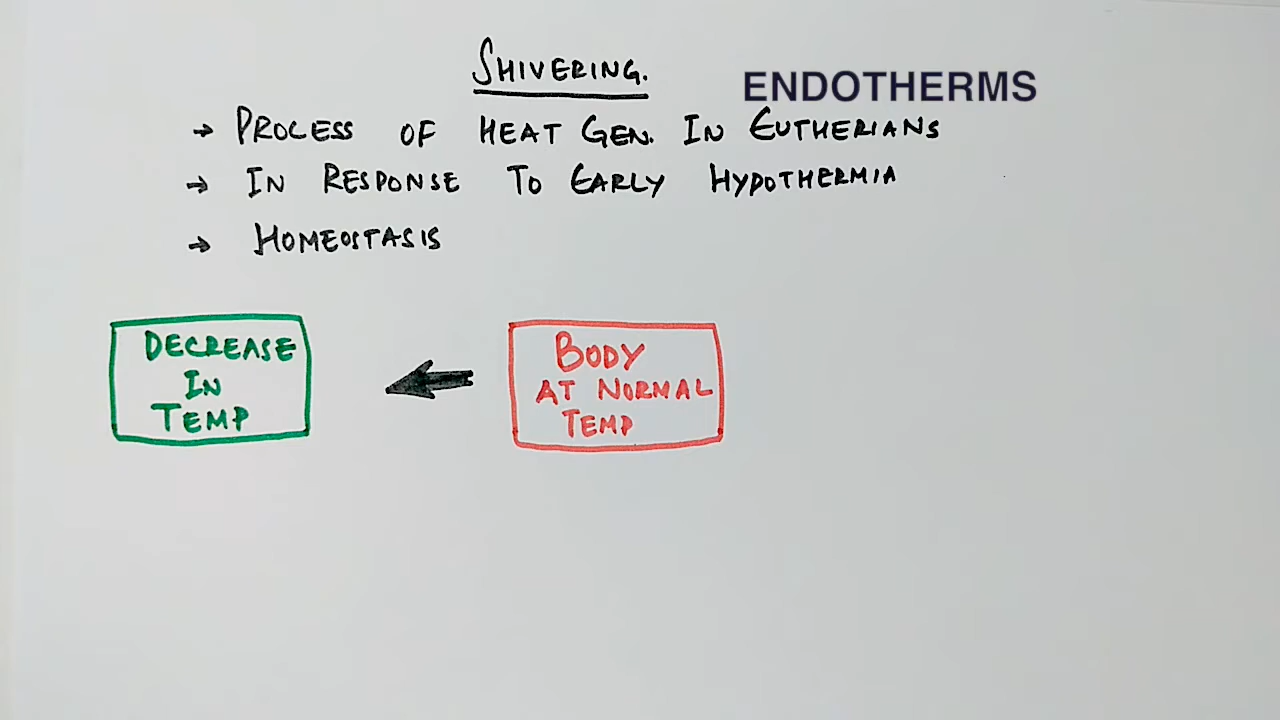 SHIVERING.
ENDOTHERMS
→ PROCESS OF HEAT GEN. IN EUTHERIANS
→ IN RESPONSE TO EARLY HYPOTHERMIA
→ HOMEOSTASIS
DECREASE
IN
TEMP
BODY
AT NORMAL
TEMP